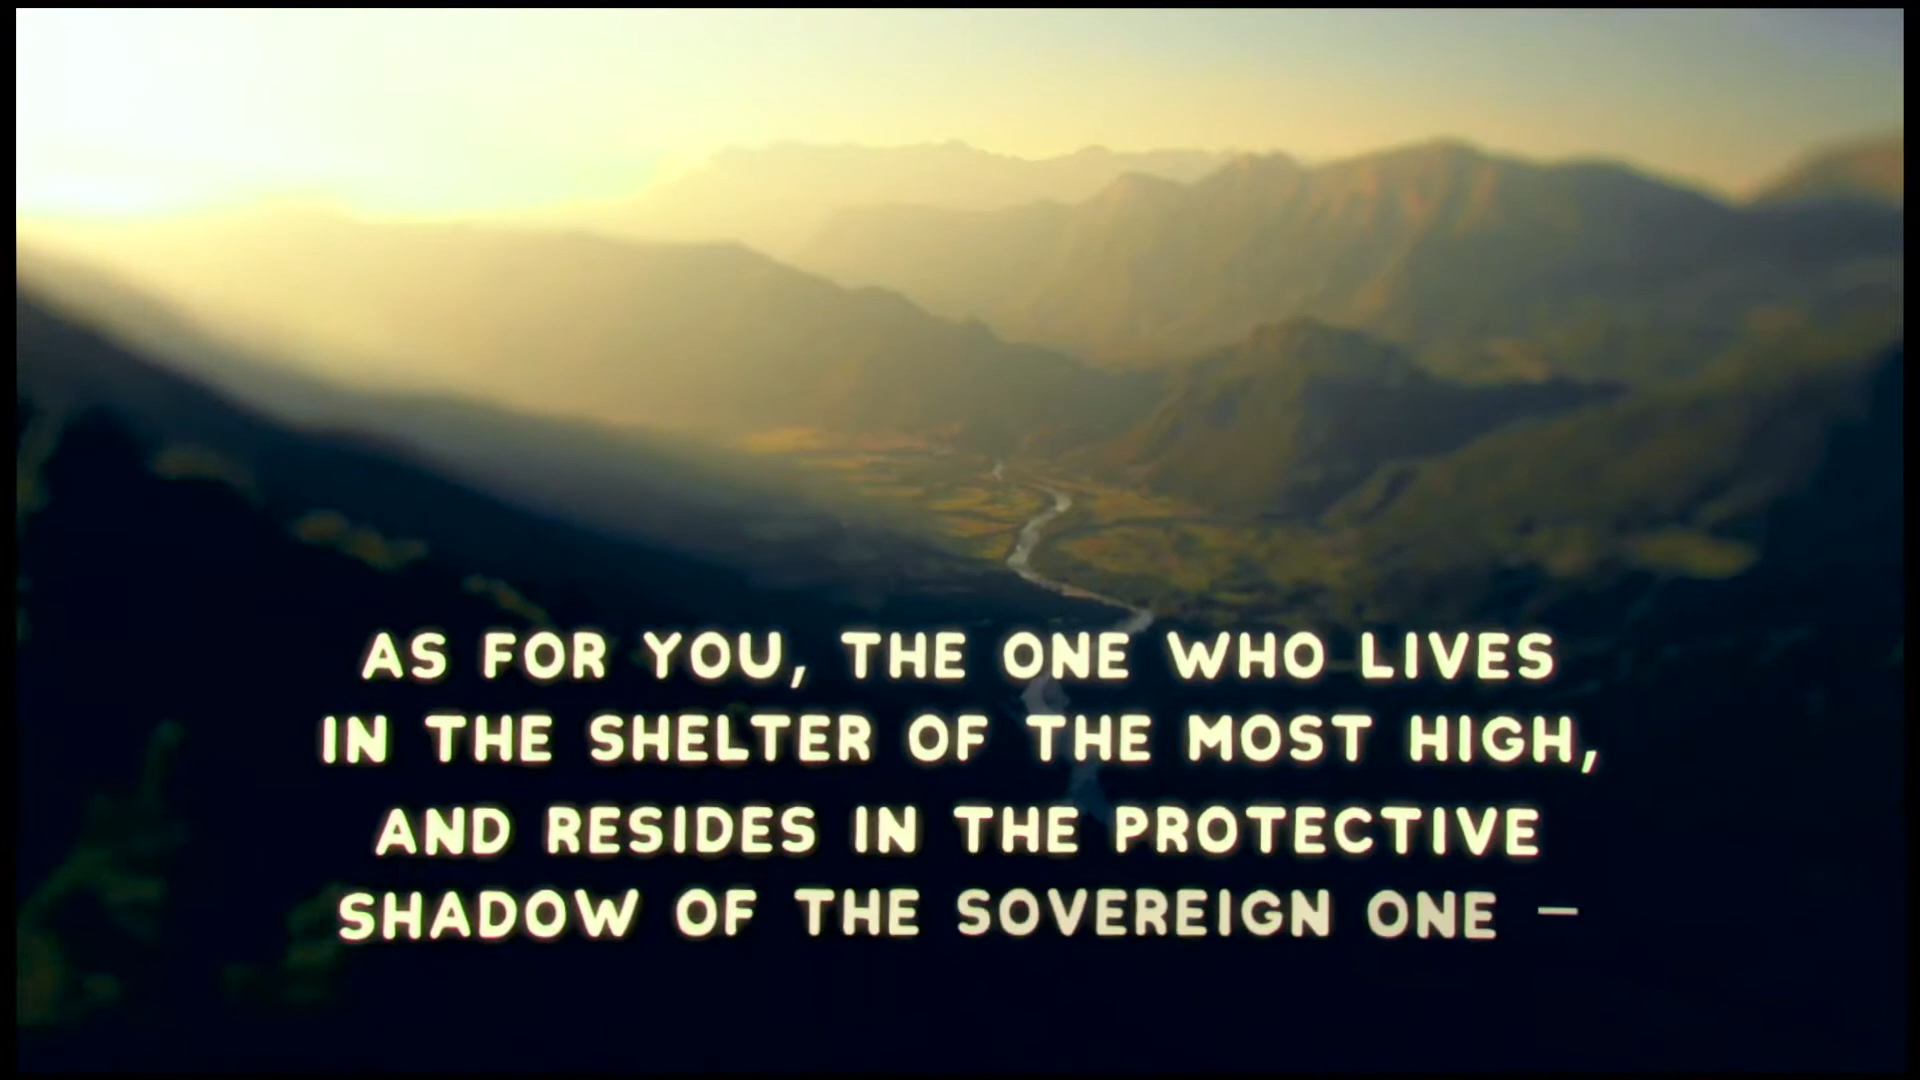 AS FOR YOU, THE ONE WHO LIVES
IN THE SHELTER OF THE MOST HIGH,
AND RESIDES IN THE PROTECTIVE
SHADOW OF THE SOVEREIGN ONE –